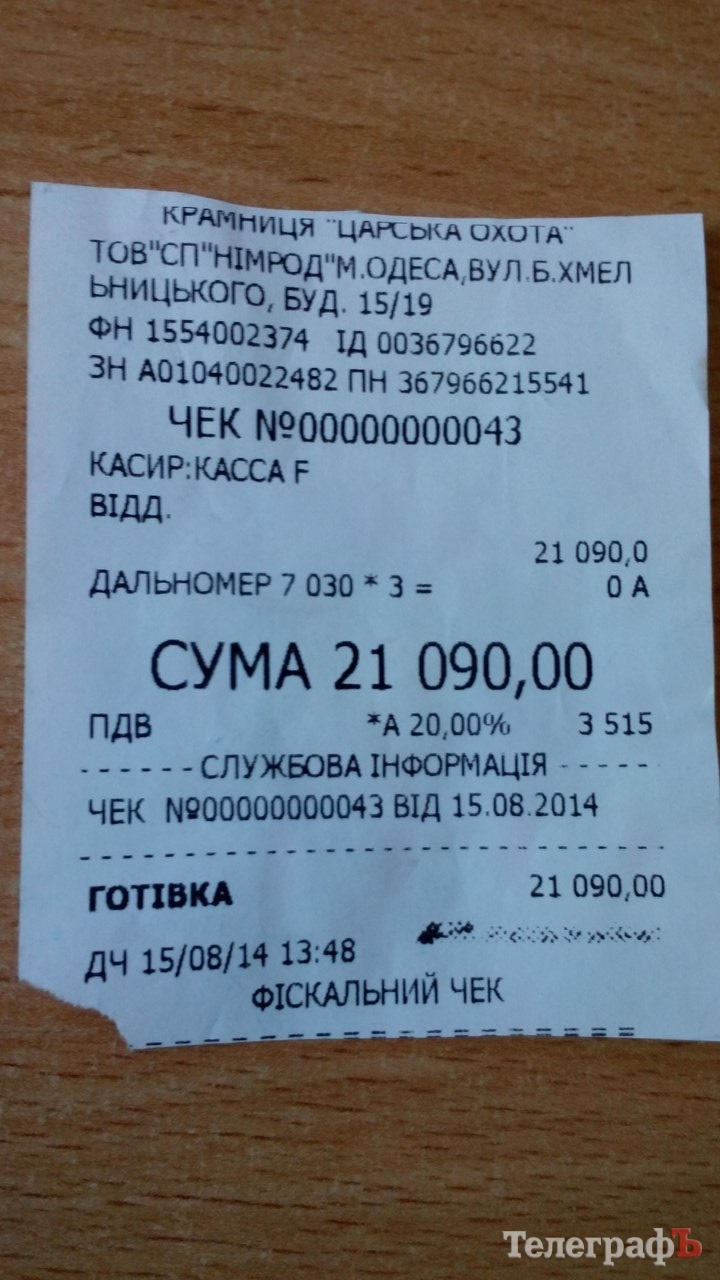 КРАМНИЦЯ "ЦАРСЬКА ОХОТА"
ТОВ"СП"НІМРОД"М.ОДЕСА,ВУЛ.Б.ХМЕЛ
ЬНИЦЬКОГО, БУД. 15/19
ФН 1554002374 ІД 0036796622
ЗН А01040022482 ПН 367966215541
ЧЕК №00000000043
КАСИР:КАССА F
ВІДД.
21 090,0
ДАЛЬНОМЕР 7 030 * 3 = 0 А
СУМА 21 090,00
ПДВ *А 20,00% 3 515
- - - - - - СЛУЖБОВА ІНФОРМАЦІЯ - - - - -
ЧЕК №00000000043 ВІД 15.08.2014
ГОТІВКА 21 090,00
ДЧ 15/08/14 13:48
ФІСКАЛЬНИЙ ЧЕК
ТелеграфЪ